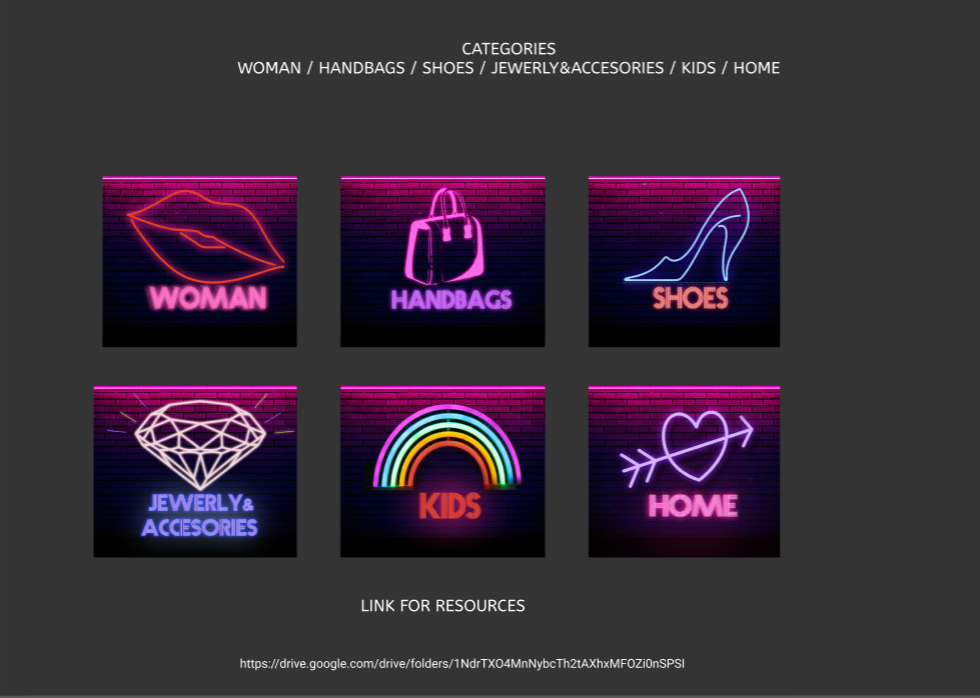 CATEGORIES
WOMAN / HANDBAGS / SHOES / JEWERLY&ACCESORIES / KIDS / HOME
WOMAN
HANDBAGS
SHOES
JEWERLY&
ACCESORIES
KIDS
HOME
LINK FOR RESOURCES
https://drive.google.com/drive/folders/1NdrTXO4MnNybcTh2tAXhxMFOZi0nSPSI